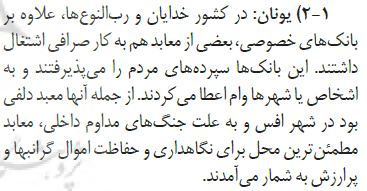 ۲-۱) یونان: در کشور خدایان و رب‌النوع‌ها، علاوه بر
بانک‌های خصوصی، بعضی از معابد هم به کار صرافی اشتغال
داشتند. این بانک‌ها سپرده‌های مردم را می‌پذیرفتند و به
اشخاص یا شهرها وام اعطا می‌کردند. از جمله آنها معبد دلفی
بود در شهر افس و به علت جنگ‌های مداوم داخلی، معابد
مطمئن‌ترین محل برای نگاهداری و حفاظت اموال گرانبها و
پرارزش به شمار می‌آمدند.